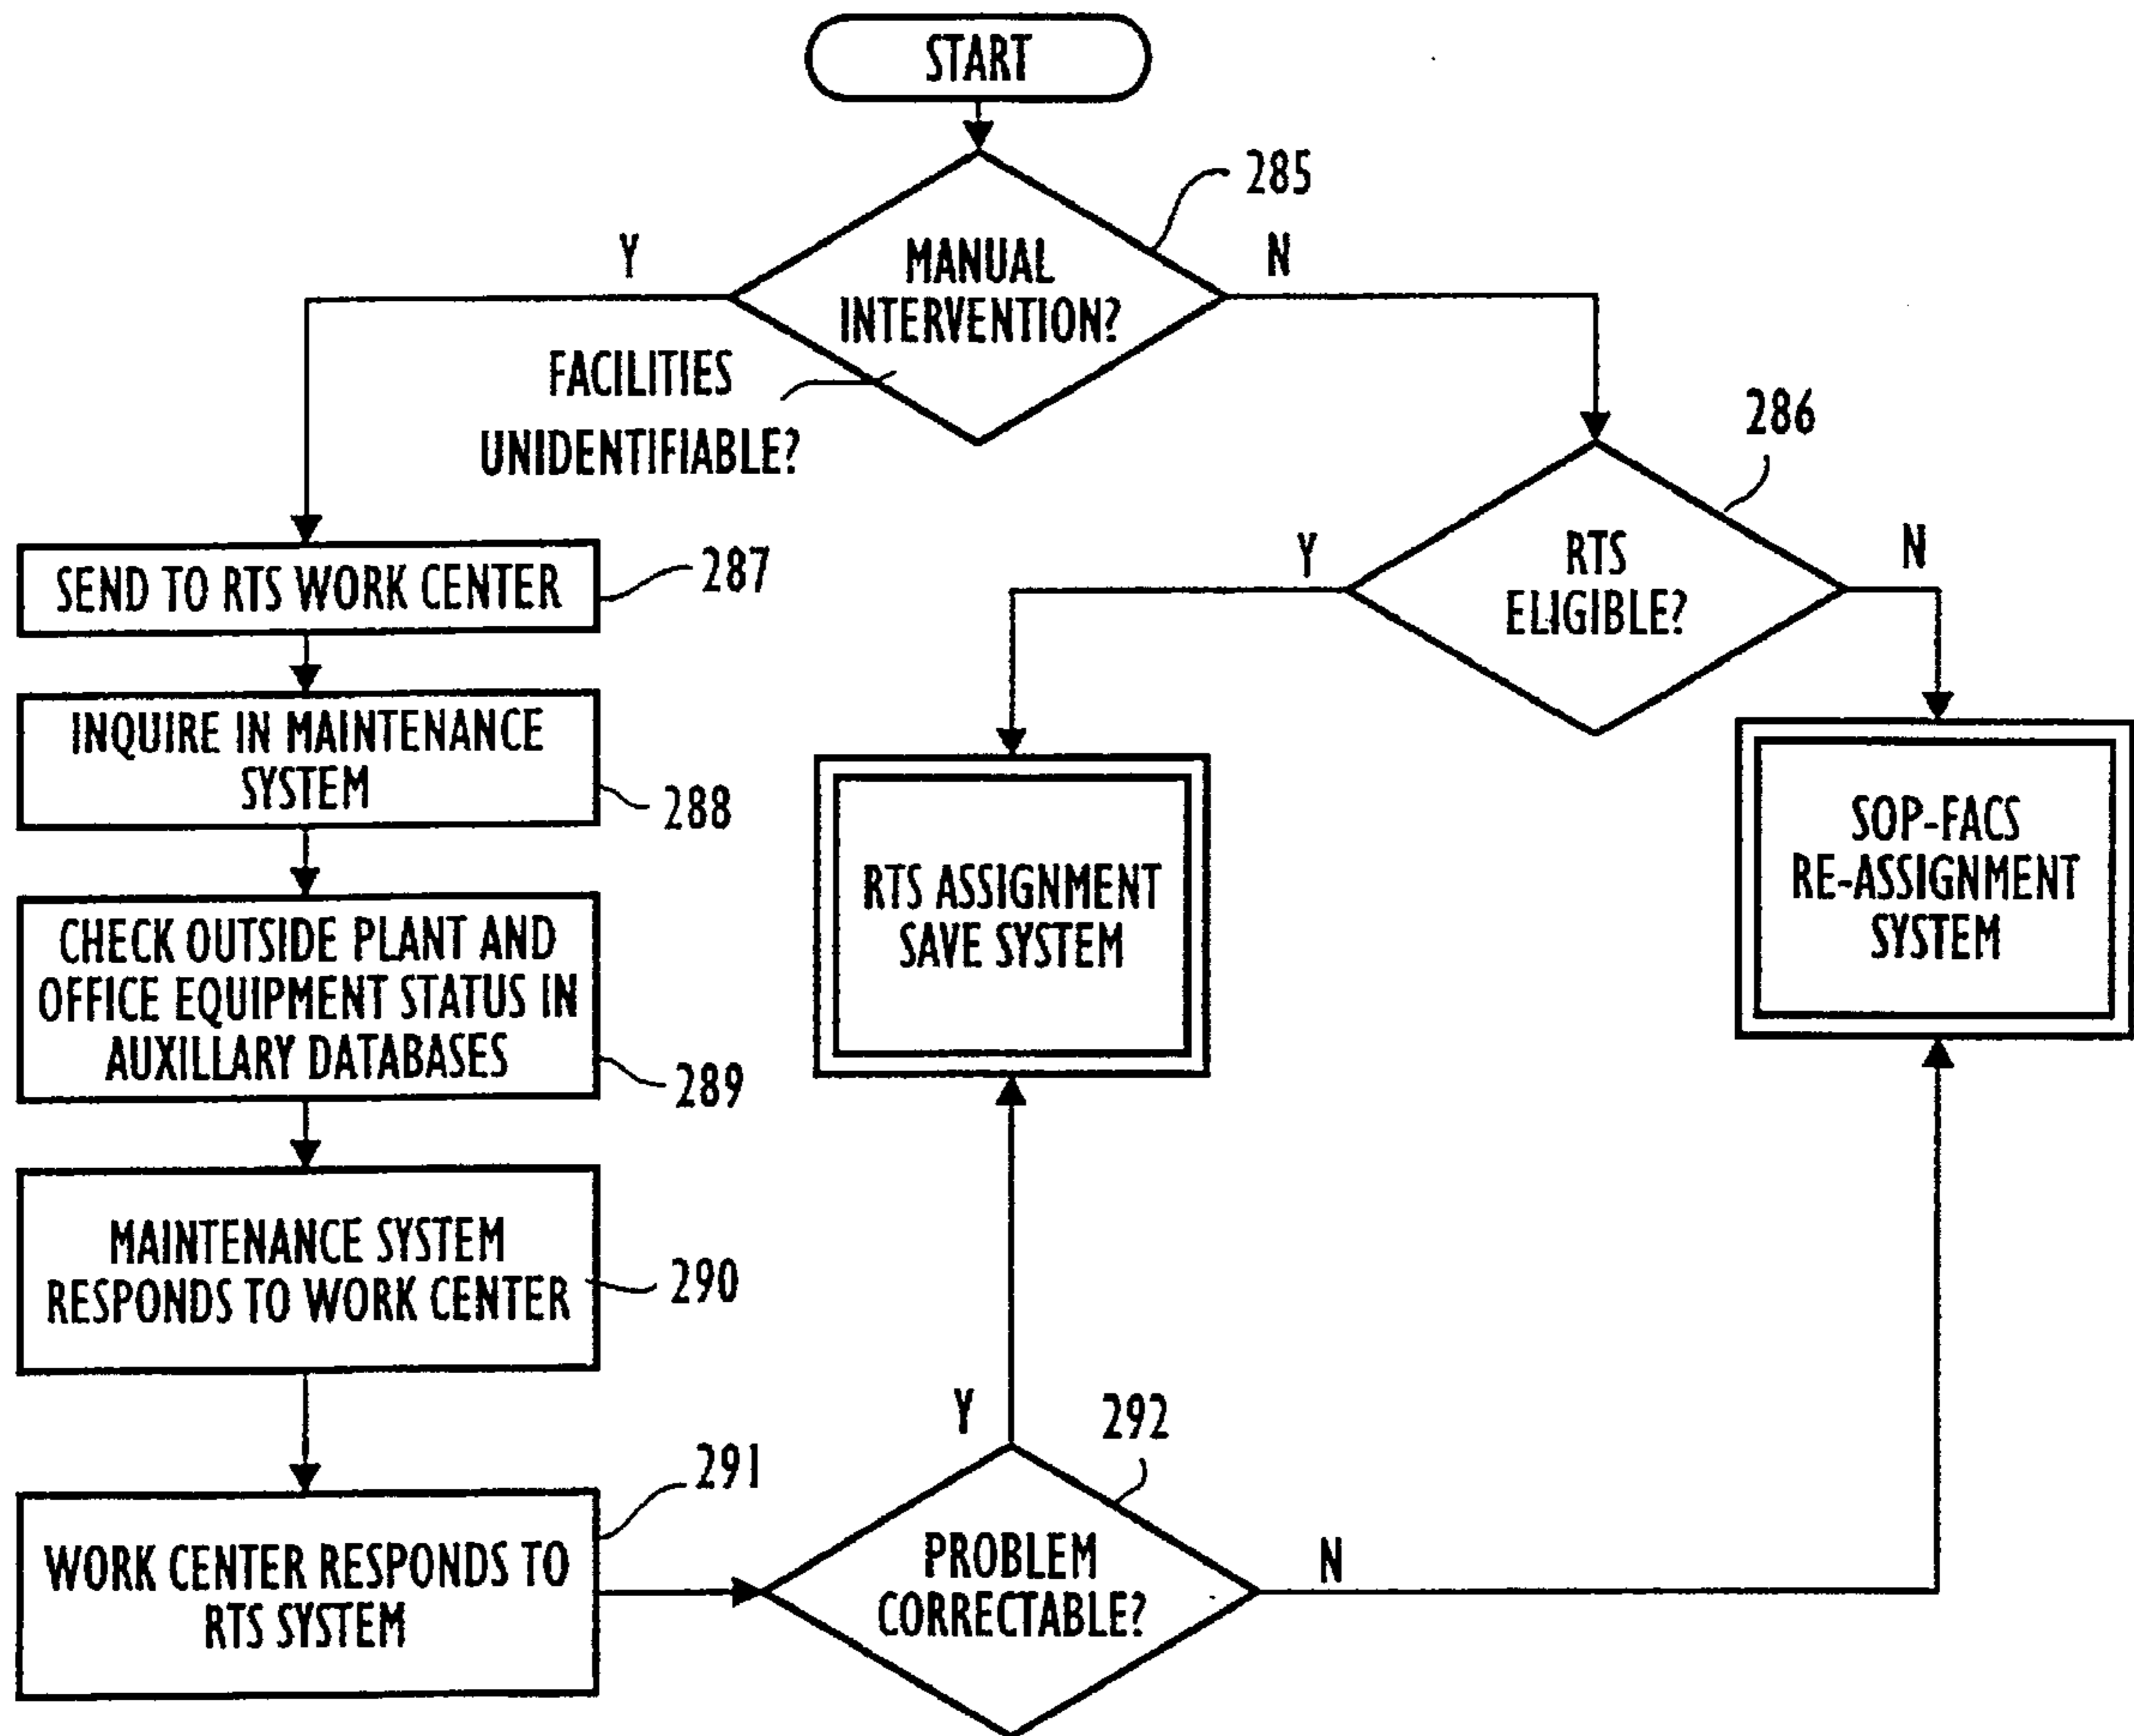 START
285
Y
N
MANUAL
INTERVENTION?
FACILITIES
UNIDENTIFIABLE?
286
Y
N
RTS
ELIGIBLE?
SEND TO RTS WORK CENTER
287
INQUIRE IN MAINTENANCE
SYSTEM
288
RTS ASSIGNMENT
SAVE SYSTEM
SOP-FACS
RE-ASSIGNMENT
SYSTEM
CHECK OUTSIDE PLANT AND
OFFICE EQUIPMENT STATUS IN
AUXILLARY DATABASES
289
MAINTENANCE SYSTEM
RESPONDS TO WORK CENTER
290
WORK CENTER RESPONDS TO
RTS SYSTEM
291
Y
292
PROBLEM
CORRECTABLE?
N